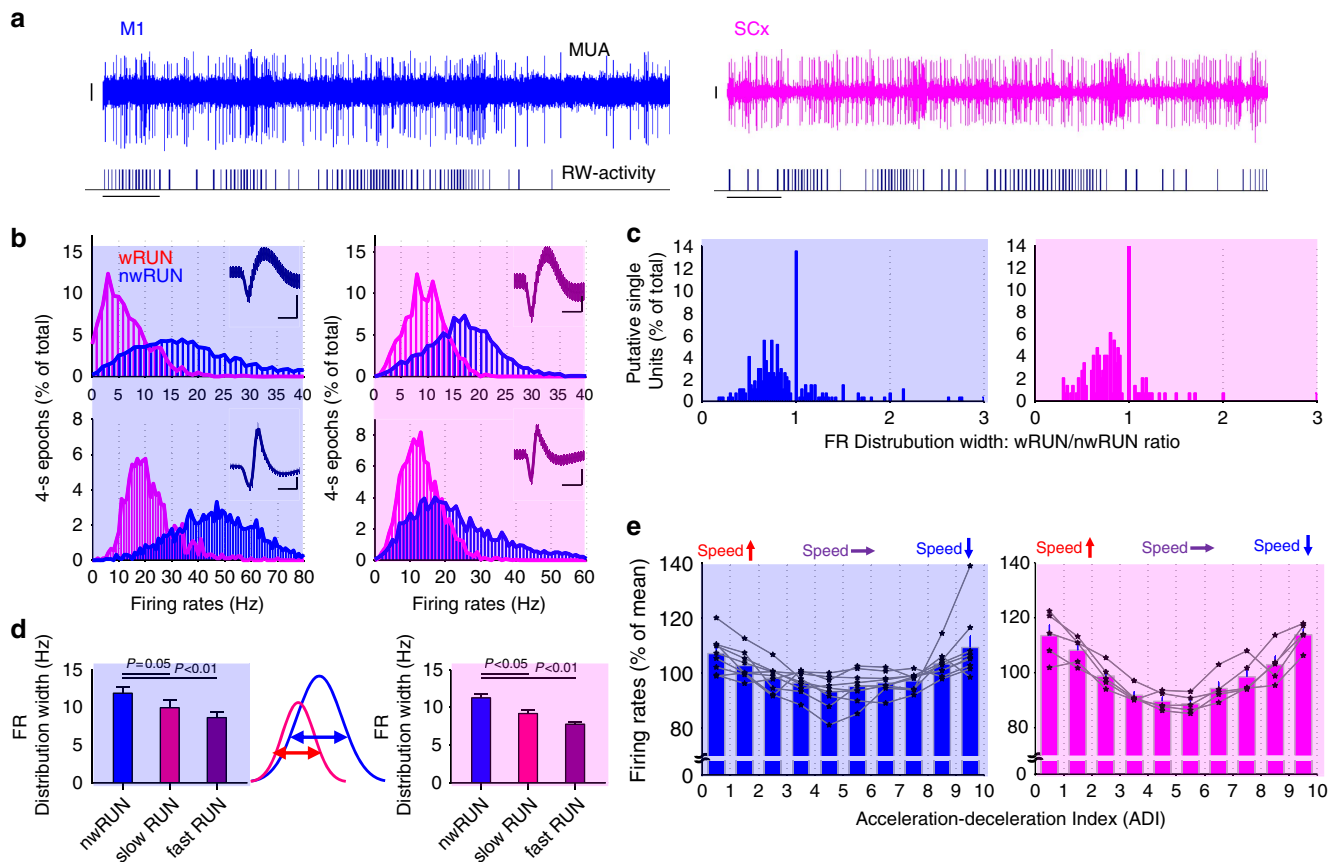 a
M1
MUA
RW-activity
SCx
b
15
10
5
0
wRUN
nwRUN
0 5 10 15 20 25 30 35 40
15
10
5
0
0 5 10 15 20 25 30 35 40
4-s epochs (% of total)
4-s epochs (% of total)
8
6
4
2
0
0 10 20 30 40 50 60 70 80
Firing rates (Hz)
8
6
4
2
0
0 10 20 30 40 50 60
Firing rates (Hz)
c
Putative single
Units (% of total)
14
12
10
8
6
4
2
0
0 1 2 3
14
12
10
8
6
4
2
0
0 1 2 3
FR Distrubution width: wRUN/nwRUN ratio
d
FR
Distribution width (Hz)
15
10
5
0
P=0.05
P<0.01
nwRUN
slow RUN
fast RUN
FR
Distribution width (Hz)
15
10
5
0
P<0.05
P<0.01
nwRUN
slow RUN
fast RUN
e
Speed
Speed
Speed
Firing rates (% of mean)
140
120
100
80
0
0 1 2 3 4 5 6 7 8 9 10
Speed
Speed
Speed
140
120
100
80
0
0 1 2 3 4 5 6 7 8 9 10
Acceleration-deceleration Index (ADI)